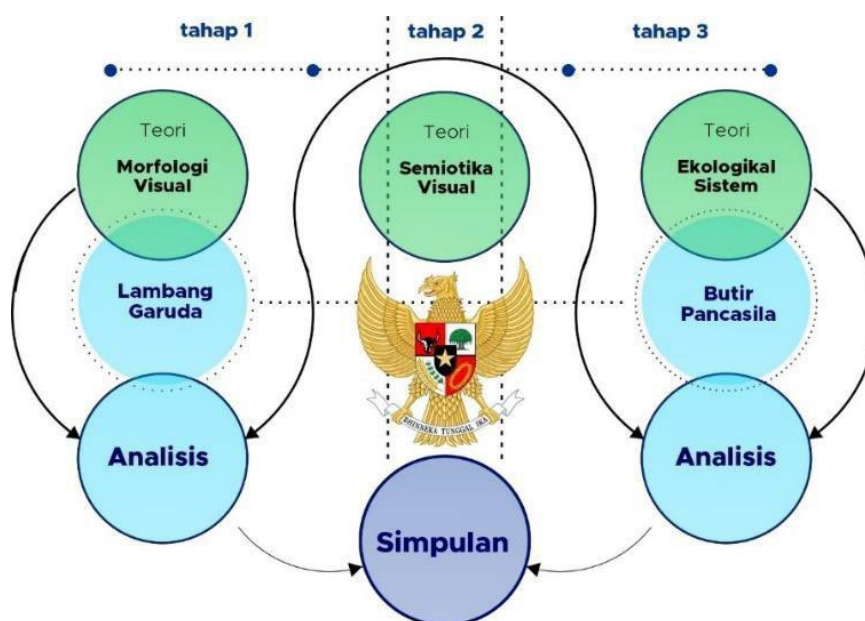 tahap 1
tahap 2
tahap 3
Teori
Morfologi
Visual
Teori
Semiotika
Visual
Teori
Ekologikal
Sistem
Lambang
Garuda
Butir
Pancasila
BHINNEKA TUNGGAL IKA
Analisis
Analisis
Simpulan